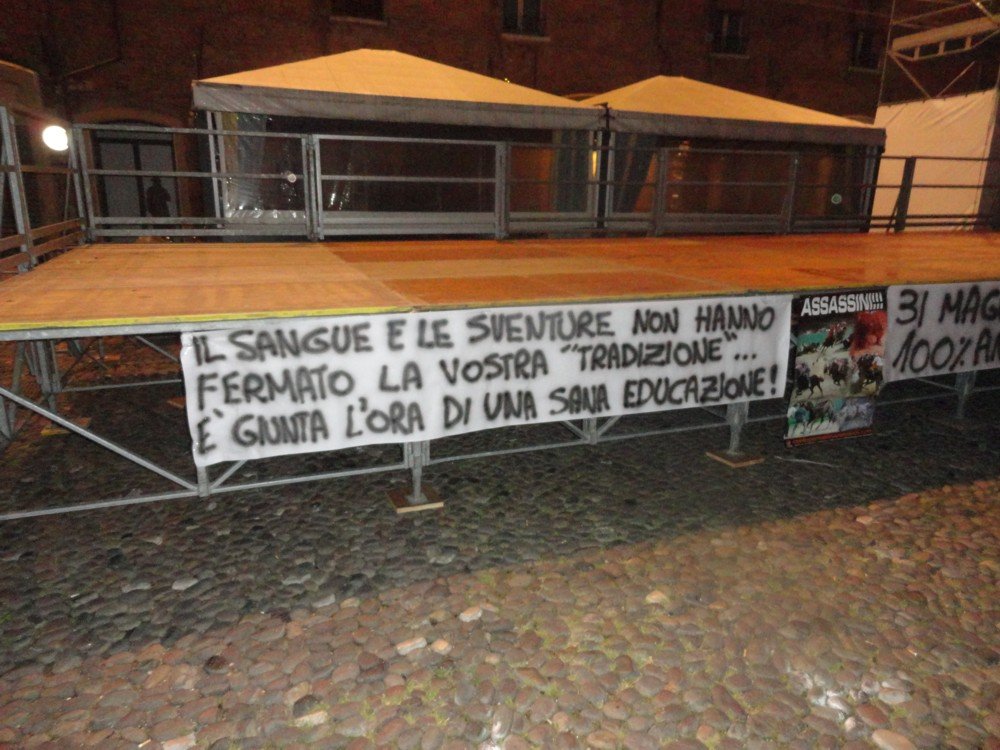 IL SANGUE E LE SVENTURE NON HANNO
FERMATO LA VOSTRA "TRADIZIONE"...
E' GIUNTA L'ORA DI UNA SANA EDUCAZIONE!
ASSASSINI!!!
31 MAG
100% A